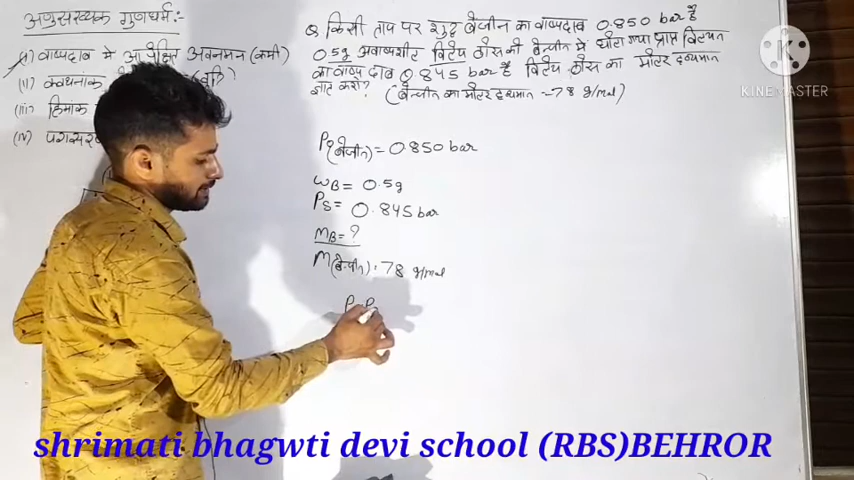 अणुसंख्यक गुणधर्म :-
(i) वाष्पदाब मे आपेक्षिक अवनमन (कमी)
(ii) क्वथनांक
(iii) हिमांक
(iv) परासर
Q किसी ताप पर शुद्ध बेंजीन का वाष्पदाब 0.850 bar है
0.5g अवाष्पशील विलेय ठोस को बेन्जीन में घोला गया प्राप्त विलयन
का वाष्प दाब 0.845 bar है विलेय ठोस का मोलर द्रव्यमान
ज्ञात करो? (बेन्जीन का मोलर द्रव्यमान = 78 g/mol)
P°(बेंजीन) = 0.850 bar
WB = 0.5g
PS = 0.845 bar
MB = ?
M(बेन्जीन) = 78 g/mol
P
KINEMASTER
shrimati bhagwti devi school (RBS)BEHROR